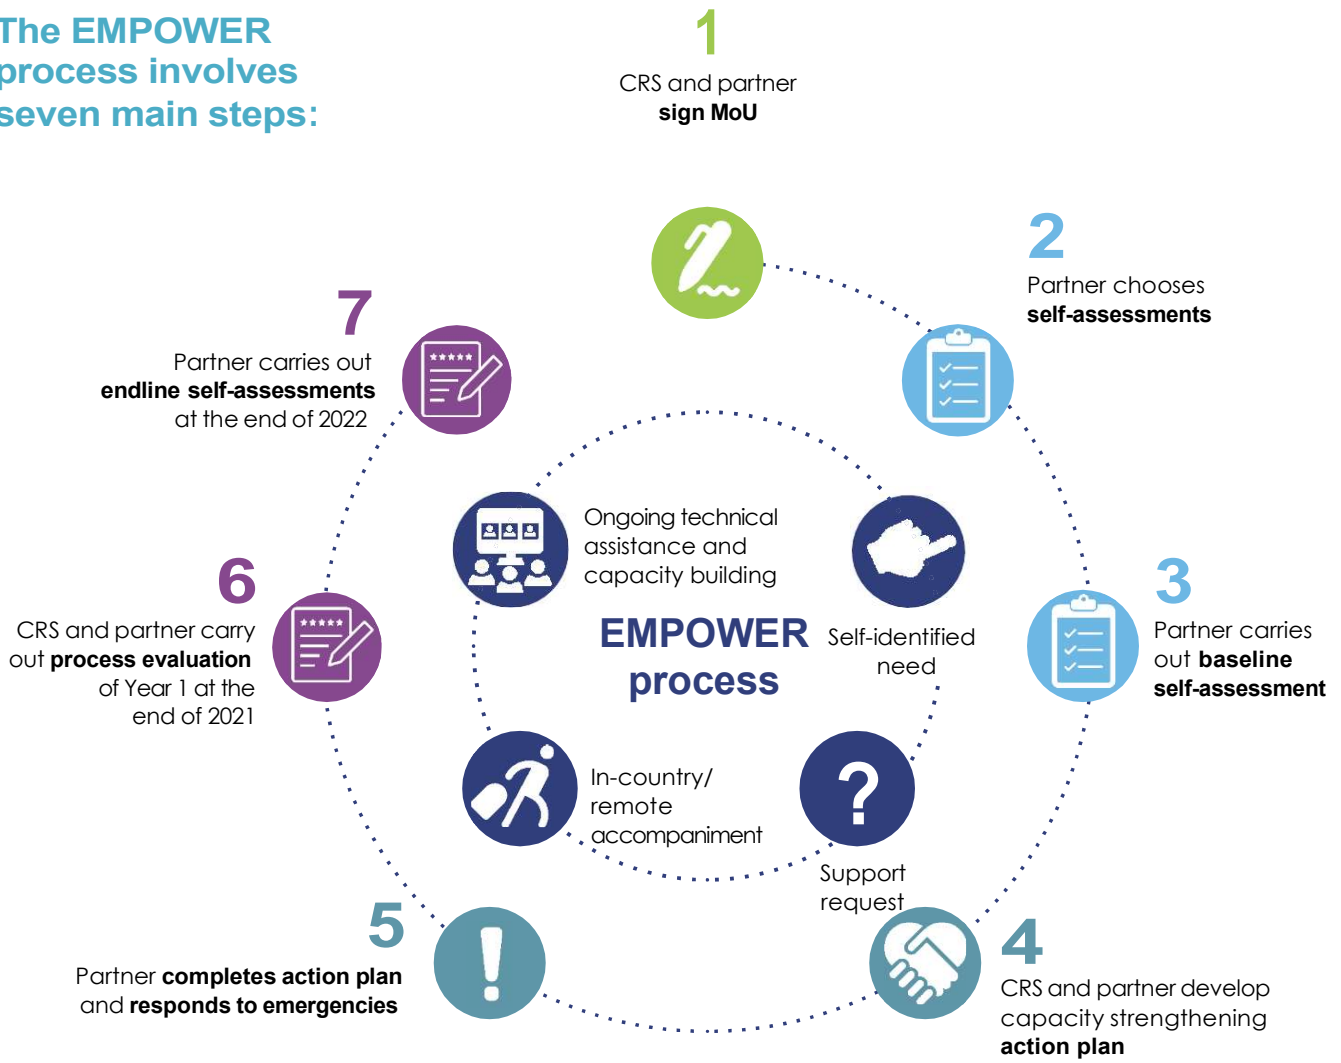 The EMPOWER
process involves
seven main steps:
1
CRS and partner
sign MoU
2
Partner chooses
self-assessments
3
Partner carries
out baseline
self-assessment
4
CRS and partner develop
capacity strengthening
action plan
5
Partner completes action plan
and responds to emergencies
6
CRS and partner carry
out process evaluation
of Year 1 at the
end of 2021
7
Partner carries out
endline self-assessments
at the end of 2022
EMPOWER
process
Ongoing technical
assistance and
capacity building
Self-identified
need
?
Support
request
In-country/
remote
accompaniment
!